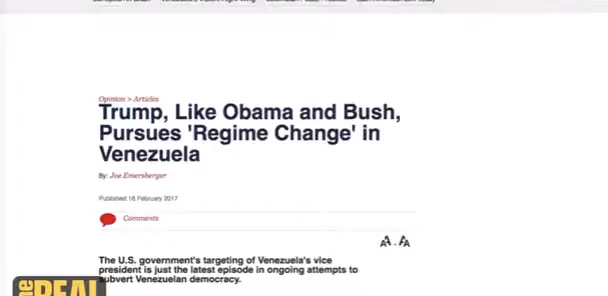 Opinion > Articles
Trump, Like Obama and Bush,
Pursues 'Regime Change' in
Venezuela
By: Joe Emersberger
Published 16 February 2017
Comments
A A - A A
The U.S. government's targeting of Venezuela's vice
president is just the latest episode in ongoing attempts to
subvert Venezuelan democracy.
the REAL